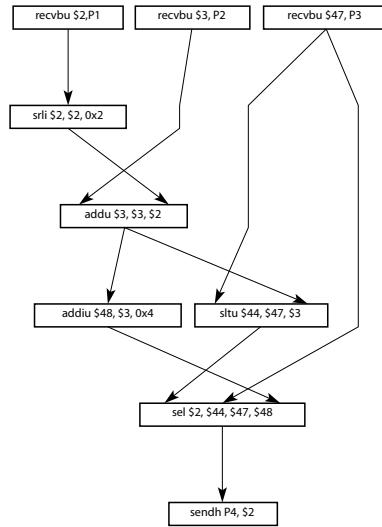 recvbu $2,P1
recvbu $3, P2
recvbu $47, P3
srli $2, $2, 0x2
addu $3, $3, $2
addiu $48, $3, 0x4
sltu $44, $47, $3
sel $2, $44, $47, $48
sendh P4, $2